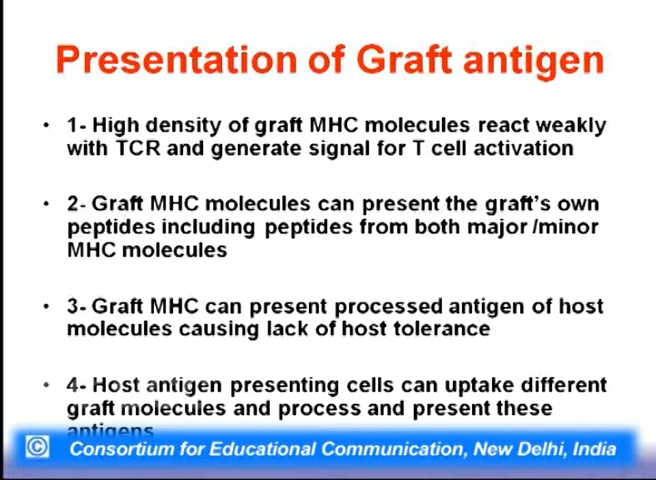 Presentation of Graft antigen
• 1- High density of graft MHC molecules react weakly
with TCR and generate signal for T cell activation
• 2- Graft MHC molecules can present the graft's own
peptides including peptides from both major /minor
MHC molecules
• 3- Graft MHC can present processed antigen of host
molecules causing lack of host tolerance
• 4- Host antigen presenting cells can uptake different
graft molecules and process and present these
antigens
© Consortium for Educational Communication, New Delhi, India